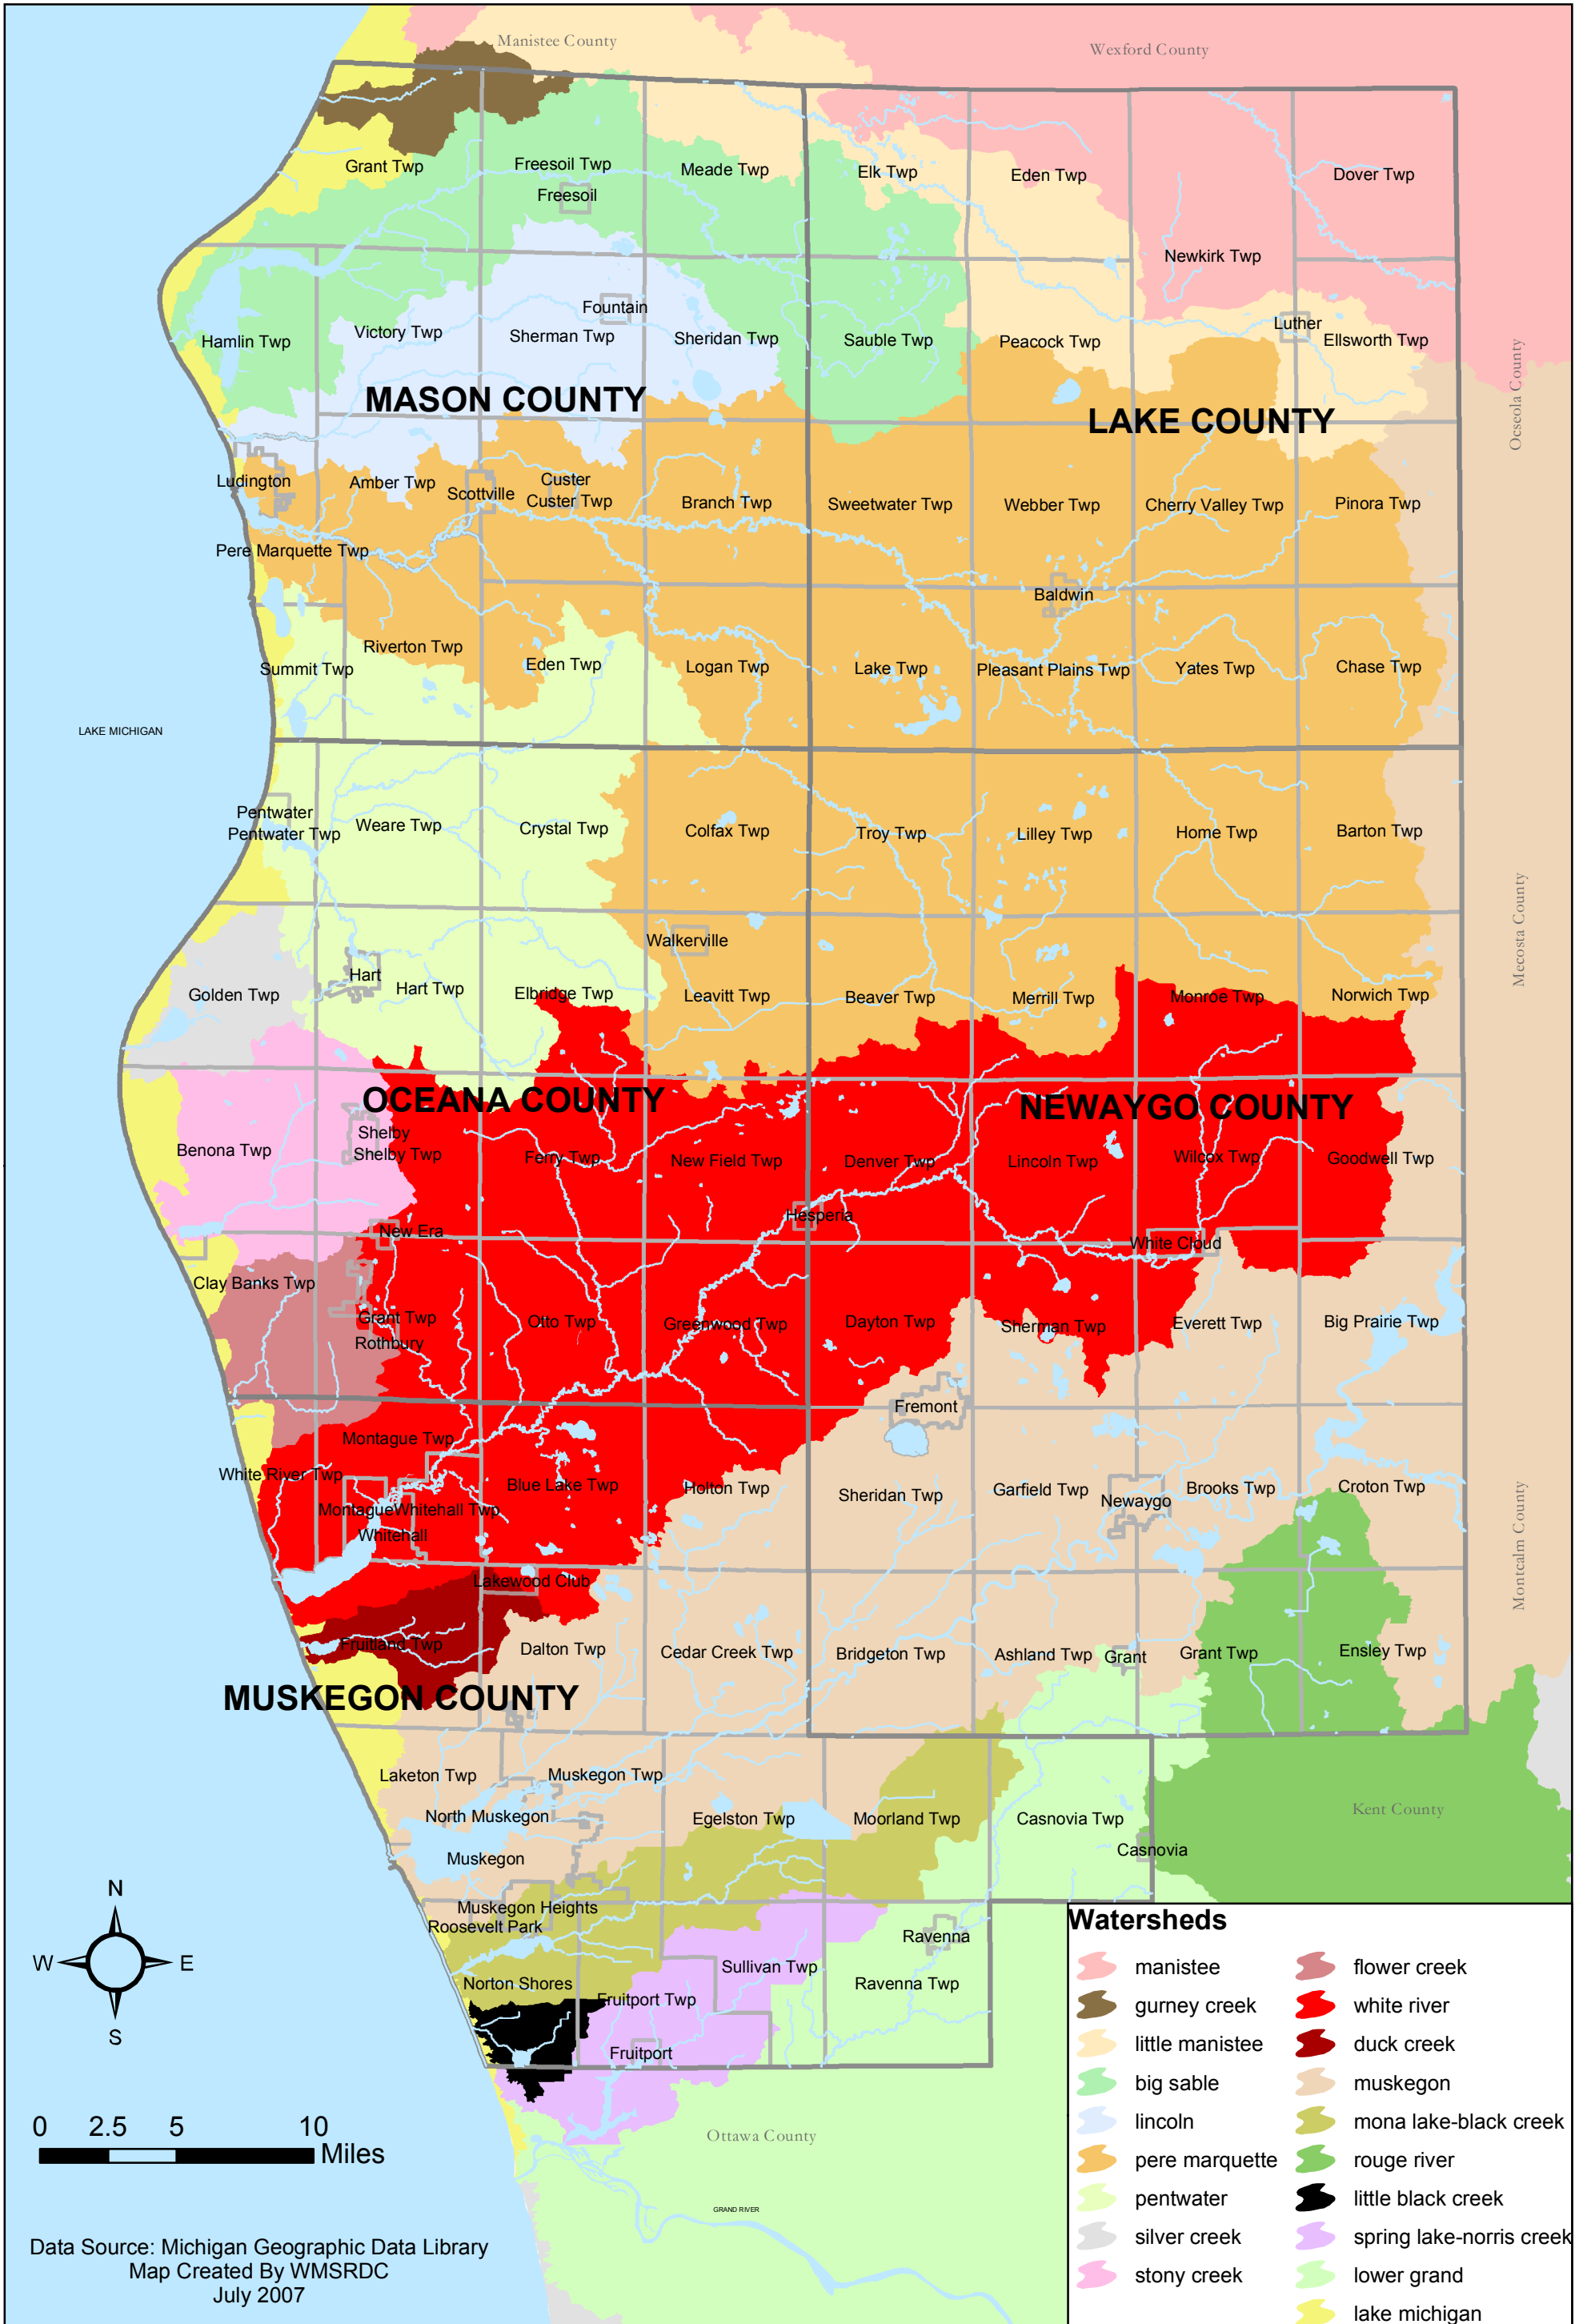 Manistee County
Wexford County
Grant Twp
Freesoil Twp
Freesoil
Meade Twp
Elk Twp
Eden Twp
Dover Twp
Newkirk Twp
Hamlin Twp
Victory Twp
Fountain
Sherman Twp
Sheridan Twp
Sauble Twp
Peacock Twp
Luther
Ellsworth Twp
Ocseola County
MASON COUNTY
LAKE COUNTY
Ludington
Amber Twp
Scottville
Custer
Custer Twp
Branch Twp
Sweetwater Twp
Webber Twp
Cherry Valley Twp
Pinora Twp
Pere Marquette Twp
Baldwin
Summit Twp
Riverton Twp
Eden Twp
Logan Twp
Lake Twp
Pleasant Plains Twp
Yates Twp
Chase Twp
LAKE MICHIGAN
Pentwater
Pentwater Twp
Weare Twp
Crystal Twp
Colfax Twp
Troy Twp
Lilley Twp
Home Twp
Barton Twp
Mecosta County
Walkerville
Golden Twp
Hart
Hart Twp
Elbridge Twp
Leavitt Twp
Beaver Twp
Merrill Twp
Monroe Twp
Norwich Twp
OCEANA COUNTY
NEWAYGO COUNTY
Benona Twp
Shelby
Shelby Twp
Ferry Twp
New Field Twp
Denver Twp
Lincoln Twp
Wilcox Twp
Goodwell Twp
New Era
Hesperia
White Cloud
Clay Banks Twp
Grant Twp
Rothbury
Otto Twp
Greenwood Twp
Dayton Twp
Sherman Twp
Everett Twp
Big Prairie Twp
Fremont
Montague Twp
White River Twp
Montague
Whitehall Twp
Whitehall
Blue Lake Twp
Holton Twp
Sheridan Twp
Garfield Twp
Newaygo
Brooks Twp
Croton Twp
Montcalm County
Lakewood Club
Fruitland Twp
Dalton Twp
Cedar Creek Twp
Bridgeton Twp
Ashland Twp
Grant
Grant Twp
Ensley Twp
MUSKEGON COUNTY
Laketon Twp
Muskegon Twp
North Muskegon
Egelston Twp
Moorland Twp
Casnovia Twp
Kent County
Muskegon
Casnovia
Muskegon Heights
Roosevelt Park
Ravenna
Norton Shores
Sullivan Twp
Ravenna Twp
Fruitport Twp
Fruitport
Ottawa County
GRAND RIVER
N
W E
S
0 2.5 5 10
Miles
Data Source: Michigan Geographic Data Library
Map Created By WMSRDC
July 2007
Watersheds
manistee
gurney creek
little manistee
big sable
lincoln
pere marquette
pentwater
silver creek
stony creek
flower creek
white river
duck creek
muskegon
mona lake-black creek
rouge river
little black creek
spring lake-norris creek
lower grand
lake michigan